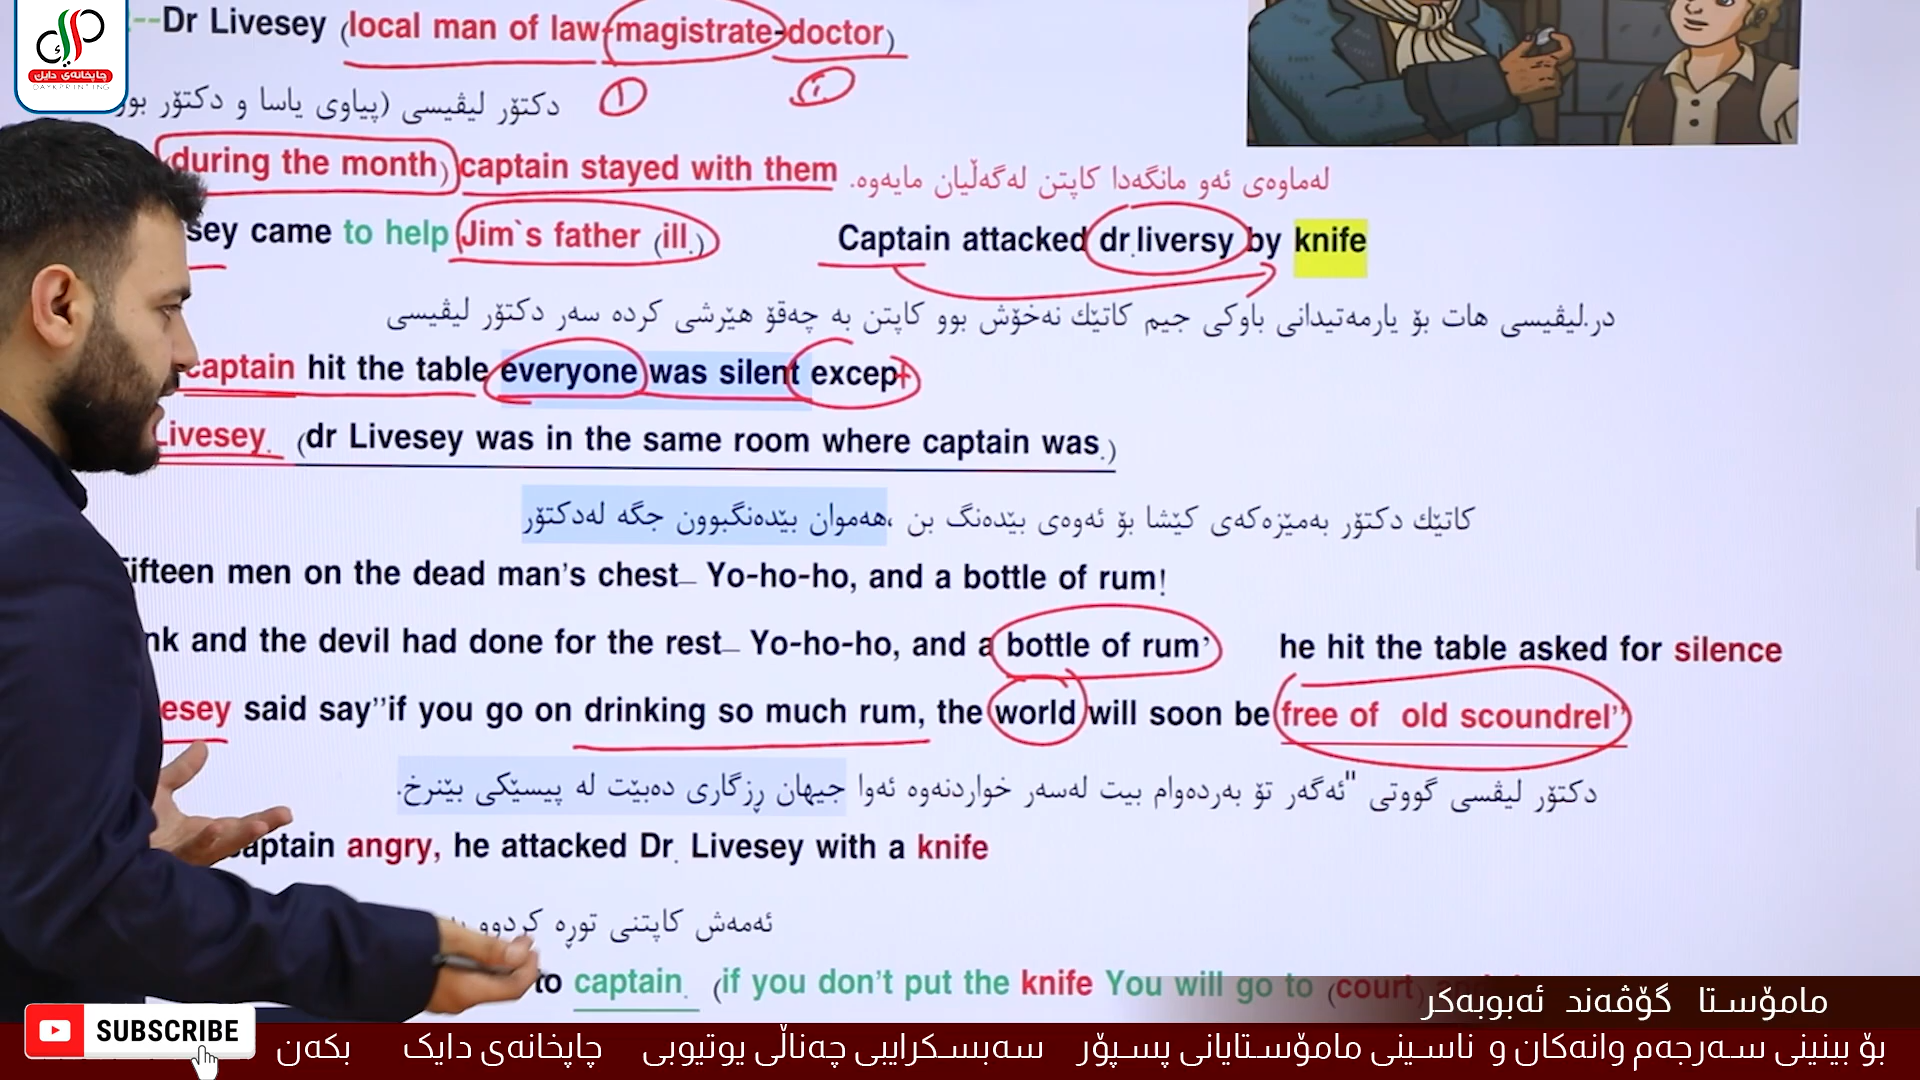 چاپخانەی دایک
DAYKPRINTING
--Dr Livesey (local man of law-magistrate-doctor)
دکتۆر لیڤیسی (پیاوی یاسا و دکتۆر بوو
during the month) captain stayed with them لەماوەی ئەو مانگەدا کاپتن لەگەڵیان مایەوە.
sey came to help Jim`s father (ill.) Captain attacked dr.liversy by knife
در.لیڤیسی هات بۆ یارمەتیدانی باوکی جیم کاتێك نەخۆش بوو کاپتن بە چەقۆ هێرشی کردە سەر دکتۆر لیڤیسی
captain hit the table everyone was silent except
Livesey. (dr Livesey was in the same room where captain was.)
کاتێك دکتۆر بەمێزەکەی کێشا بۆ ئەوەی بێدەنگ بن ،هەموان بێدەنگبوون جگە لەدکتۆر
Fifteen men on the dead man's chest– Yo-ho-ho, and a bottle of rum!
nk and the devil had done for the rest– Yo-ho-ho, and a bottle of rum' he hit the table asked for silence
esey said say"if you go on drinking so much rum, the world will soon be free of old scoundrel"
دکتۆر لیڤسی گووتی "ئەگەر تۆ بەردەوام بیت لەسەر خواردنەوە ئەوا جیهان ڕزگاری دەبێت لە پیسێکی بێنرخ.
captain angry, he attacked Dr. Livesey with a knife
ئەمەش کاپتنی توڕە کردوو
to captain. (if you don't put the knife You will go to (court)
مامۆستا گۆڤەند ئەبوبەکر
SUBSCRIBE
بۆ بینینی سەرجەم وانەکان و ناسینی مامۆستایانی پسپۆر سەبسکرایبی چەناڵی یوتیوبی چاپخانەی دایک بکەن